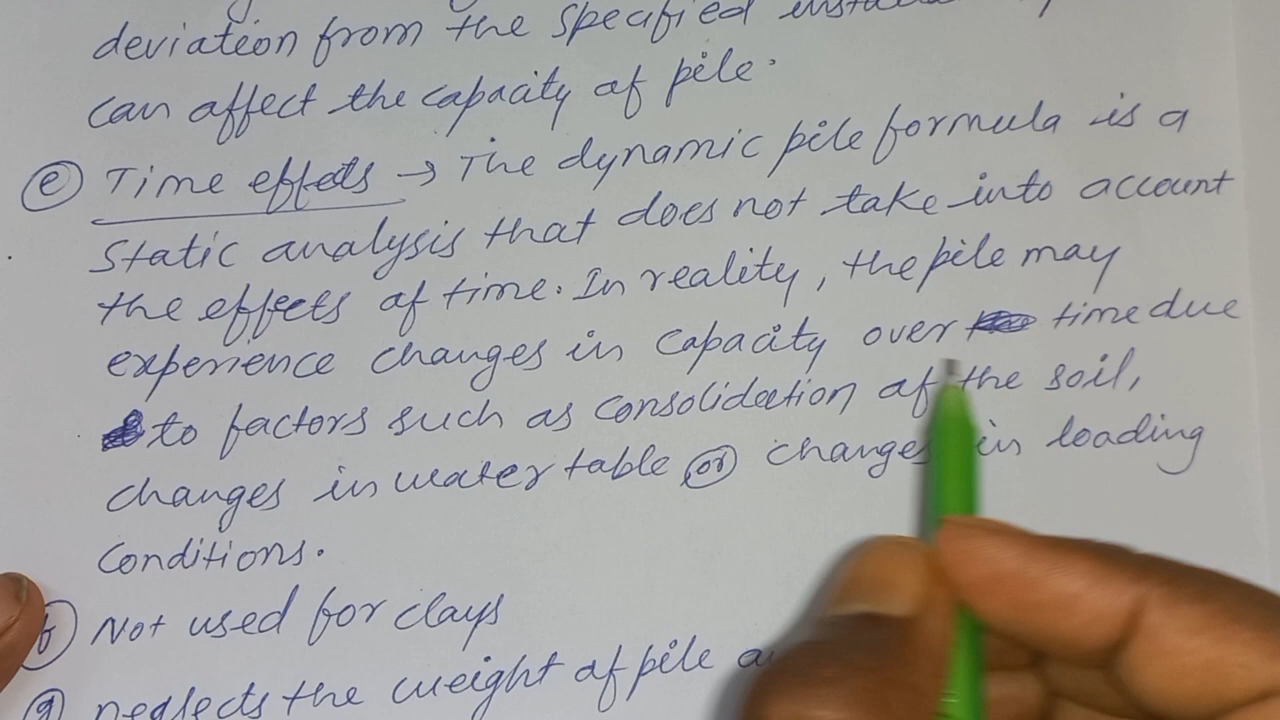 deviation from the specified
can affect the capacity of pile.
(e) Time effects → The dynamic pile formula is a
Static analysis that does not take into account
the effects of time. In reality, the pile may
experience changes in capacity over time due
to factors such as consolidation of the soil,
changes in water table (or) changes in loading
conditions.
(f) Not used for clays
(g) neglects the weight of pile